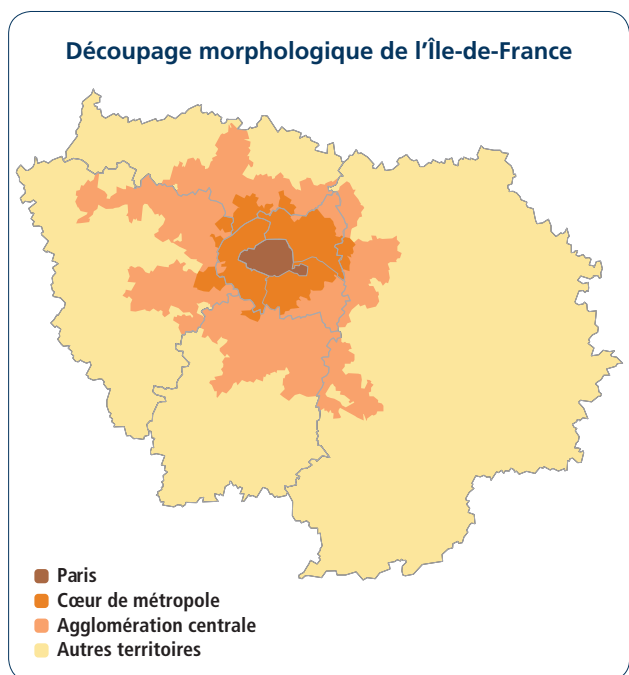 Découpage morphologique de l'Île-de-France
Paris
Cœur de métropole
Agglomération centrale
Autres territoires